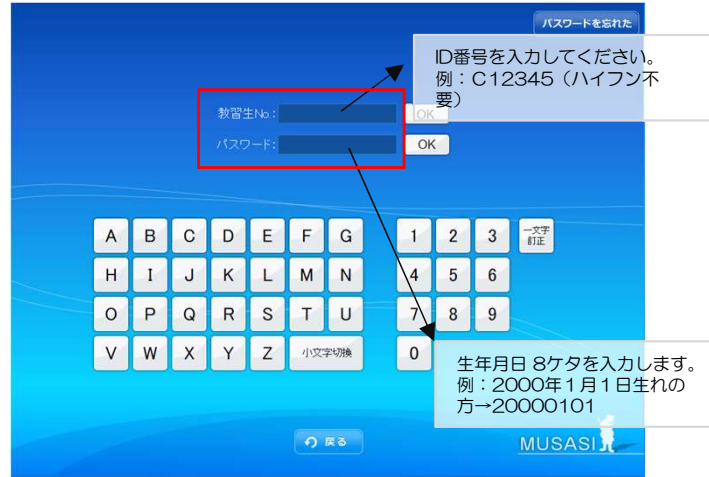 パスワードを忘れた
ID番号を入力してください。
例：C12345（ハイフン不
要）
教習生No.:
OK
パスワード:
OK
A B C D E F G 1 2 3 一文字訂正
H I J K L M N 4 5 6
O P Q R S T U 7 8 9
V W X Y Z 小文字切換 0
生年月日 8ケタを入力します。
例：2000年1月1日生れの
方→20000101
戻る
MUSASI